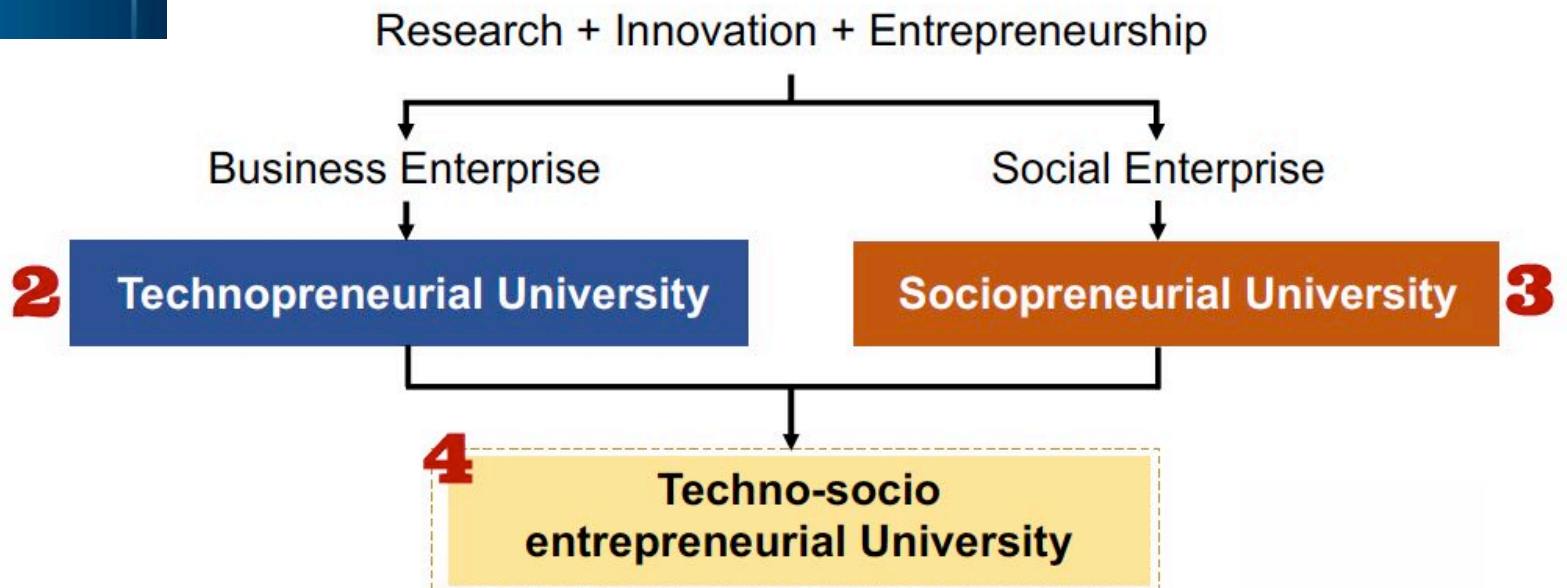 Research + Innovation + Entrepreneurship
Business Enterprise
Social Enterprise
2
Technopreneurial University
Sociopreneurial University
3
4
Techno-socio
entrepreneurial University